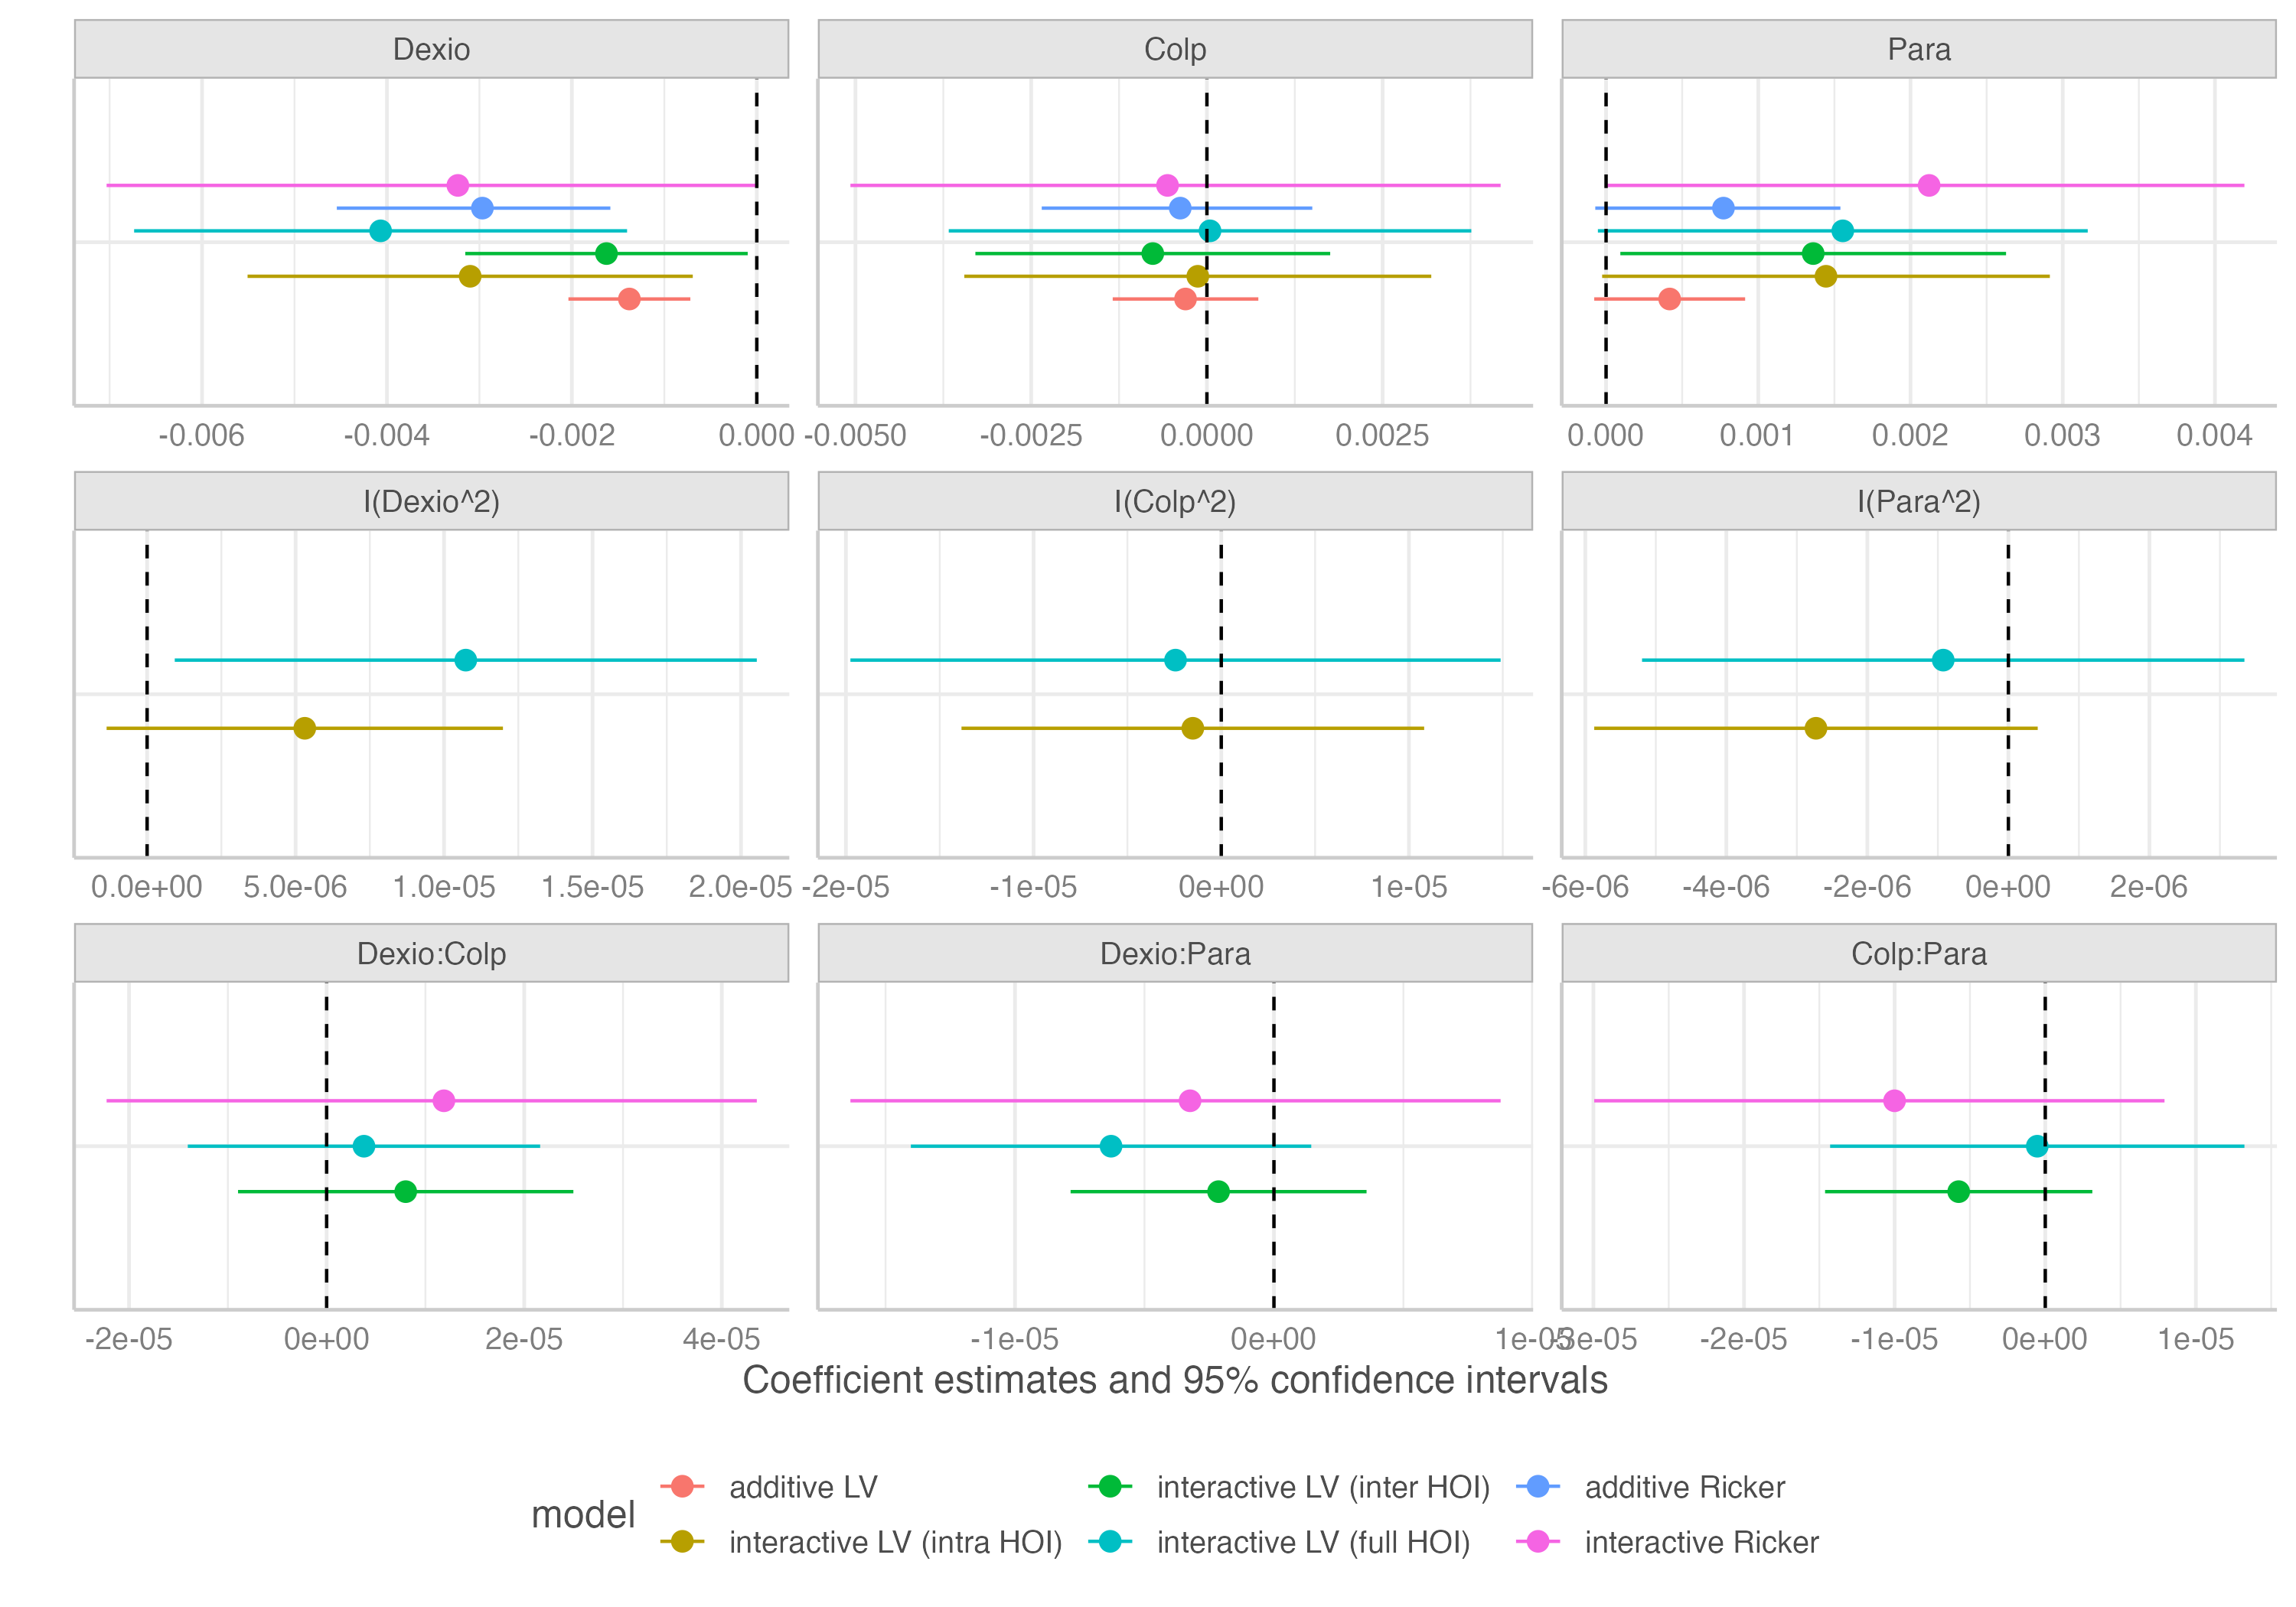 Dexio Colp Para
-0.006 -0.004 -0.002 0.000 -0.0050 -0.0025 0.0000 0.0025 0.000 0.001 0.002 0.003 0.004
I(Dexio^2) I(Colp^2) I(Para^2)
0.0e+00 5.0e-06 1.0e-05 1.5e-05 2.0e-05 -2e-05 -1e-05 0e+00 1e-05 -6e-06 -4e-06 -2e-06 0e+00 2e-06
Dexio:Colp Dexio:Para Colp:Para
-2e-05 0e+00 2e-05 4e-05 -1e-05 0e+00 1e-05 -3e-05 -2e-05 -1e-05 0e+00 1e-05
Coefficient estimates and 95% confidence intervals
model
additive LV interactive LV (inter HOI) additive Ricker
interactive LV (intra HOI) interactive LV (full HOI) interactive Ricker